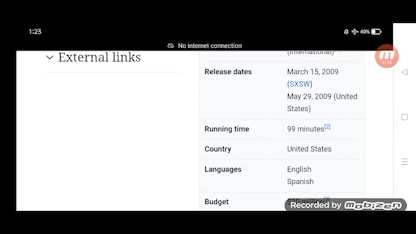 1:23
49%
No internet connection
External links
(International)
Release dates
March 15, 2009
(SXSW)
May 29, 2009 (United
States)
Running time
99 minutes[2]
Country
United States
Languages
English
Spanish
Budget
Recorded by
Mobizen